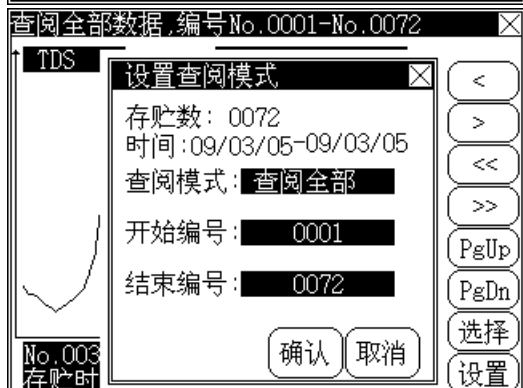 查阅全部数据,编号No.0001-No.0072
TDS
设置查阅模式
存贮数: 0072
时间:09/03/05-09/03/05
查阅模式: 查阅全部
开始编号: 0001
结束编号: 0072
确认 取消
<
>
<<
>>
PgUp
PgDn
选择
设置
No.003
存贮时